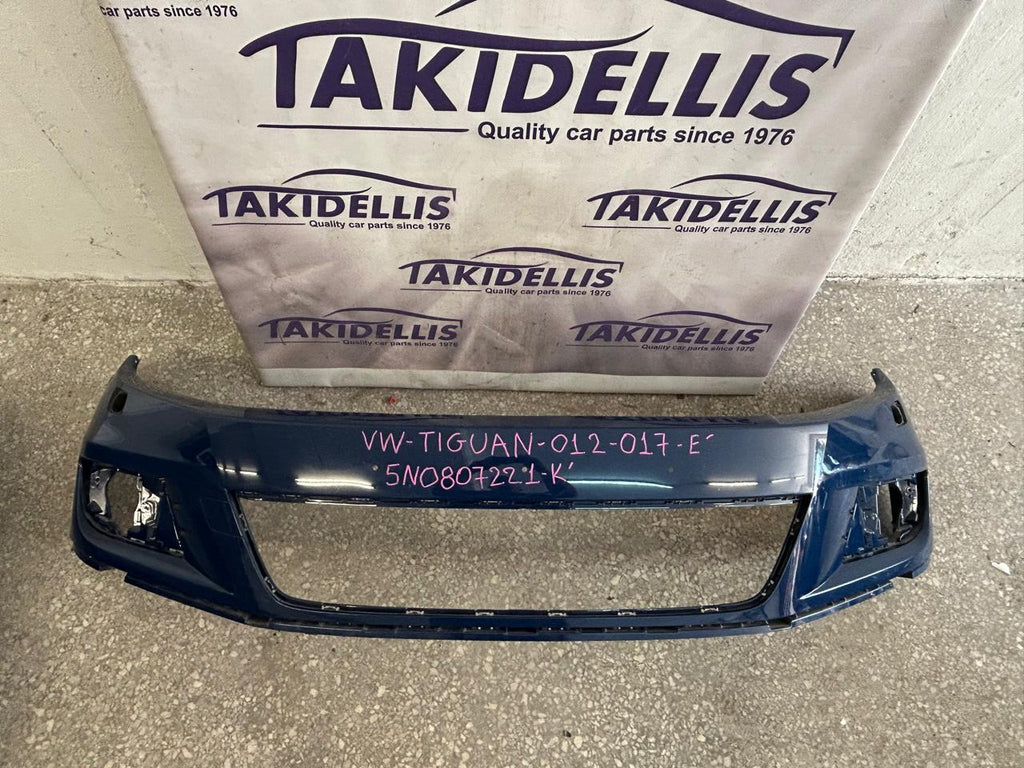 car parts since 1976
TAKIDELLIS
Quality car parts since 1976
TAKIDELLIS
Quality car parts since 1976
TAKIDELLIS
Quality car parts since 1976
TAKIDELLIS
Quality car parts since 1976
TAKIDELLIS
Quality car parts since 1976
TAKIDELLIS
Quality car parts since 1976
VW-TIGUAN-012-017-E´
5N0807221-K´